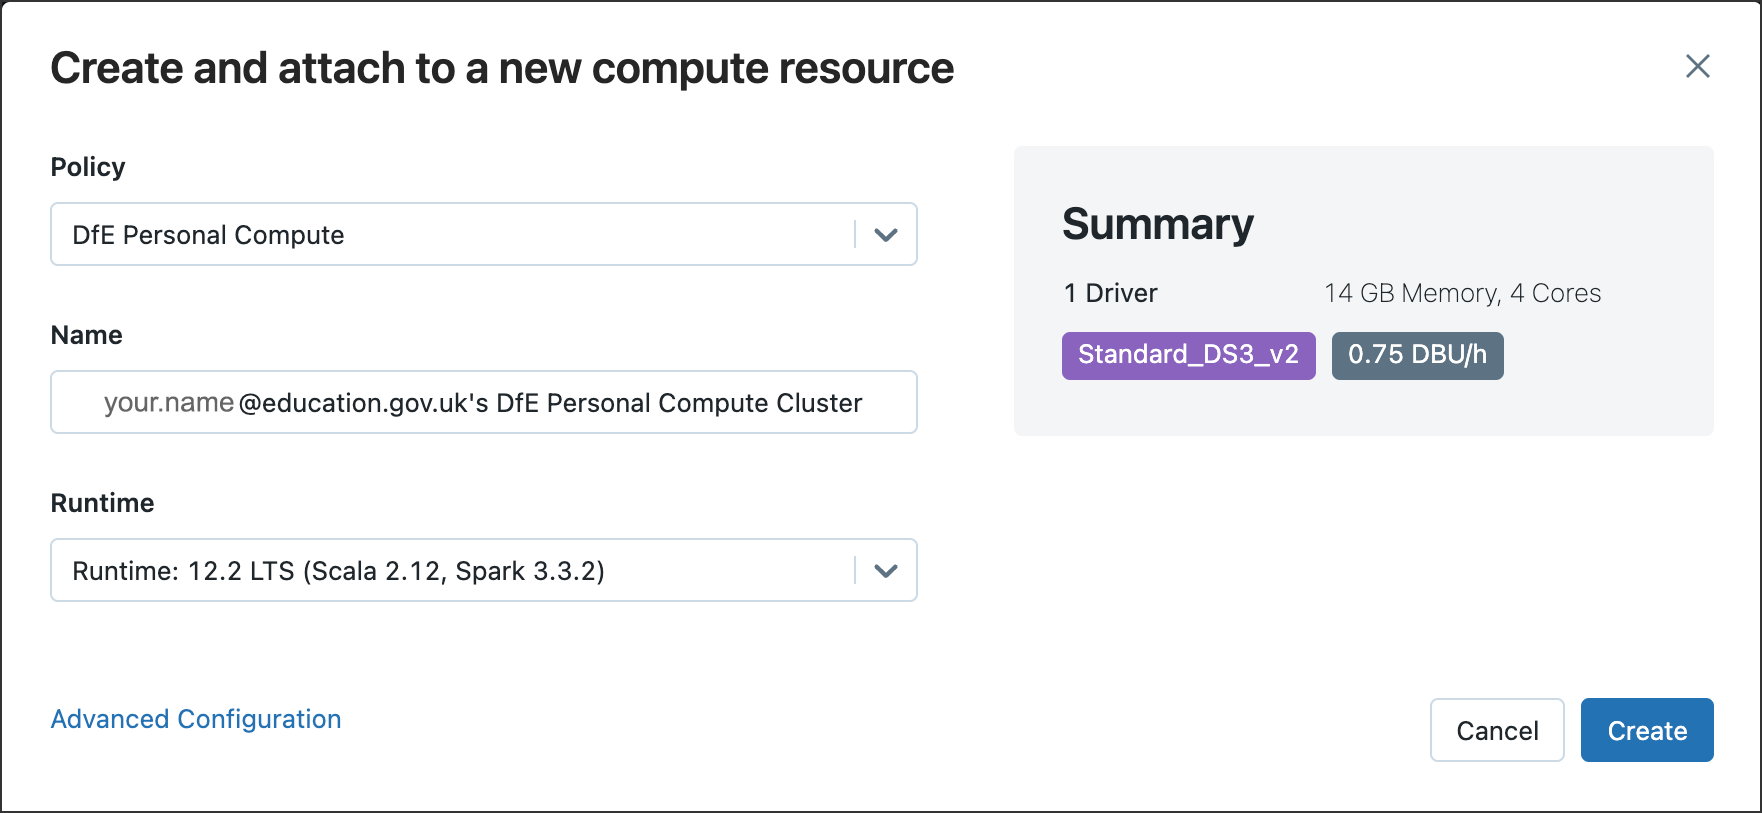 Create and attach to a new compute resource
Policy
DfE Personal Compute
Name
your.name@education.gov.uk's DfE Personal Compute Cluster
Runtime
Runtime: 12.2 LTS (Scala 2.12, Spark 3.3.2)
Advanced Configuration
Summary
1 Driver 14 GB Memory, 4 Cores
Standard_DS3_v2 0.75 DBU/h
Cancel Create